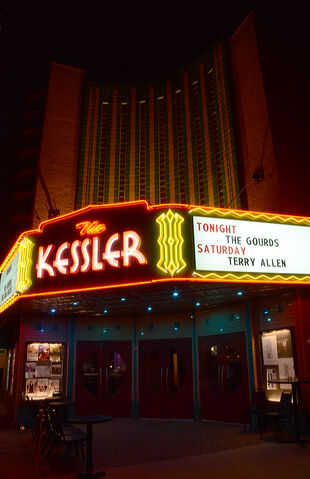 The
KESSLER
TONIGHT
THE GOURDS
SATURDAY
TERRY ALLEN